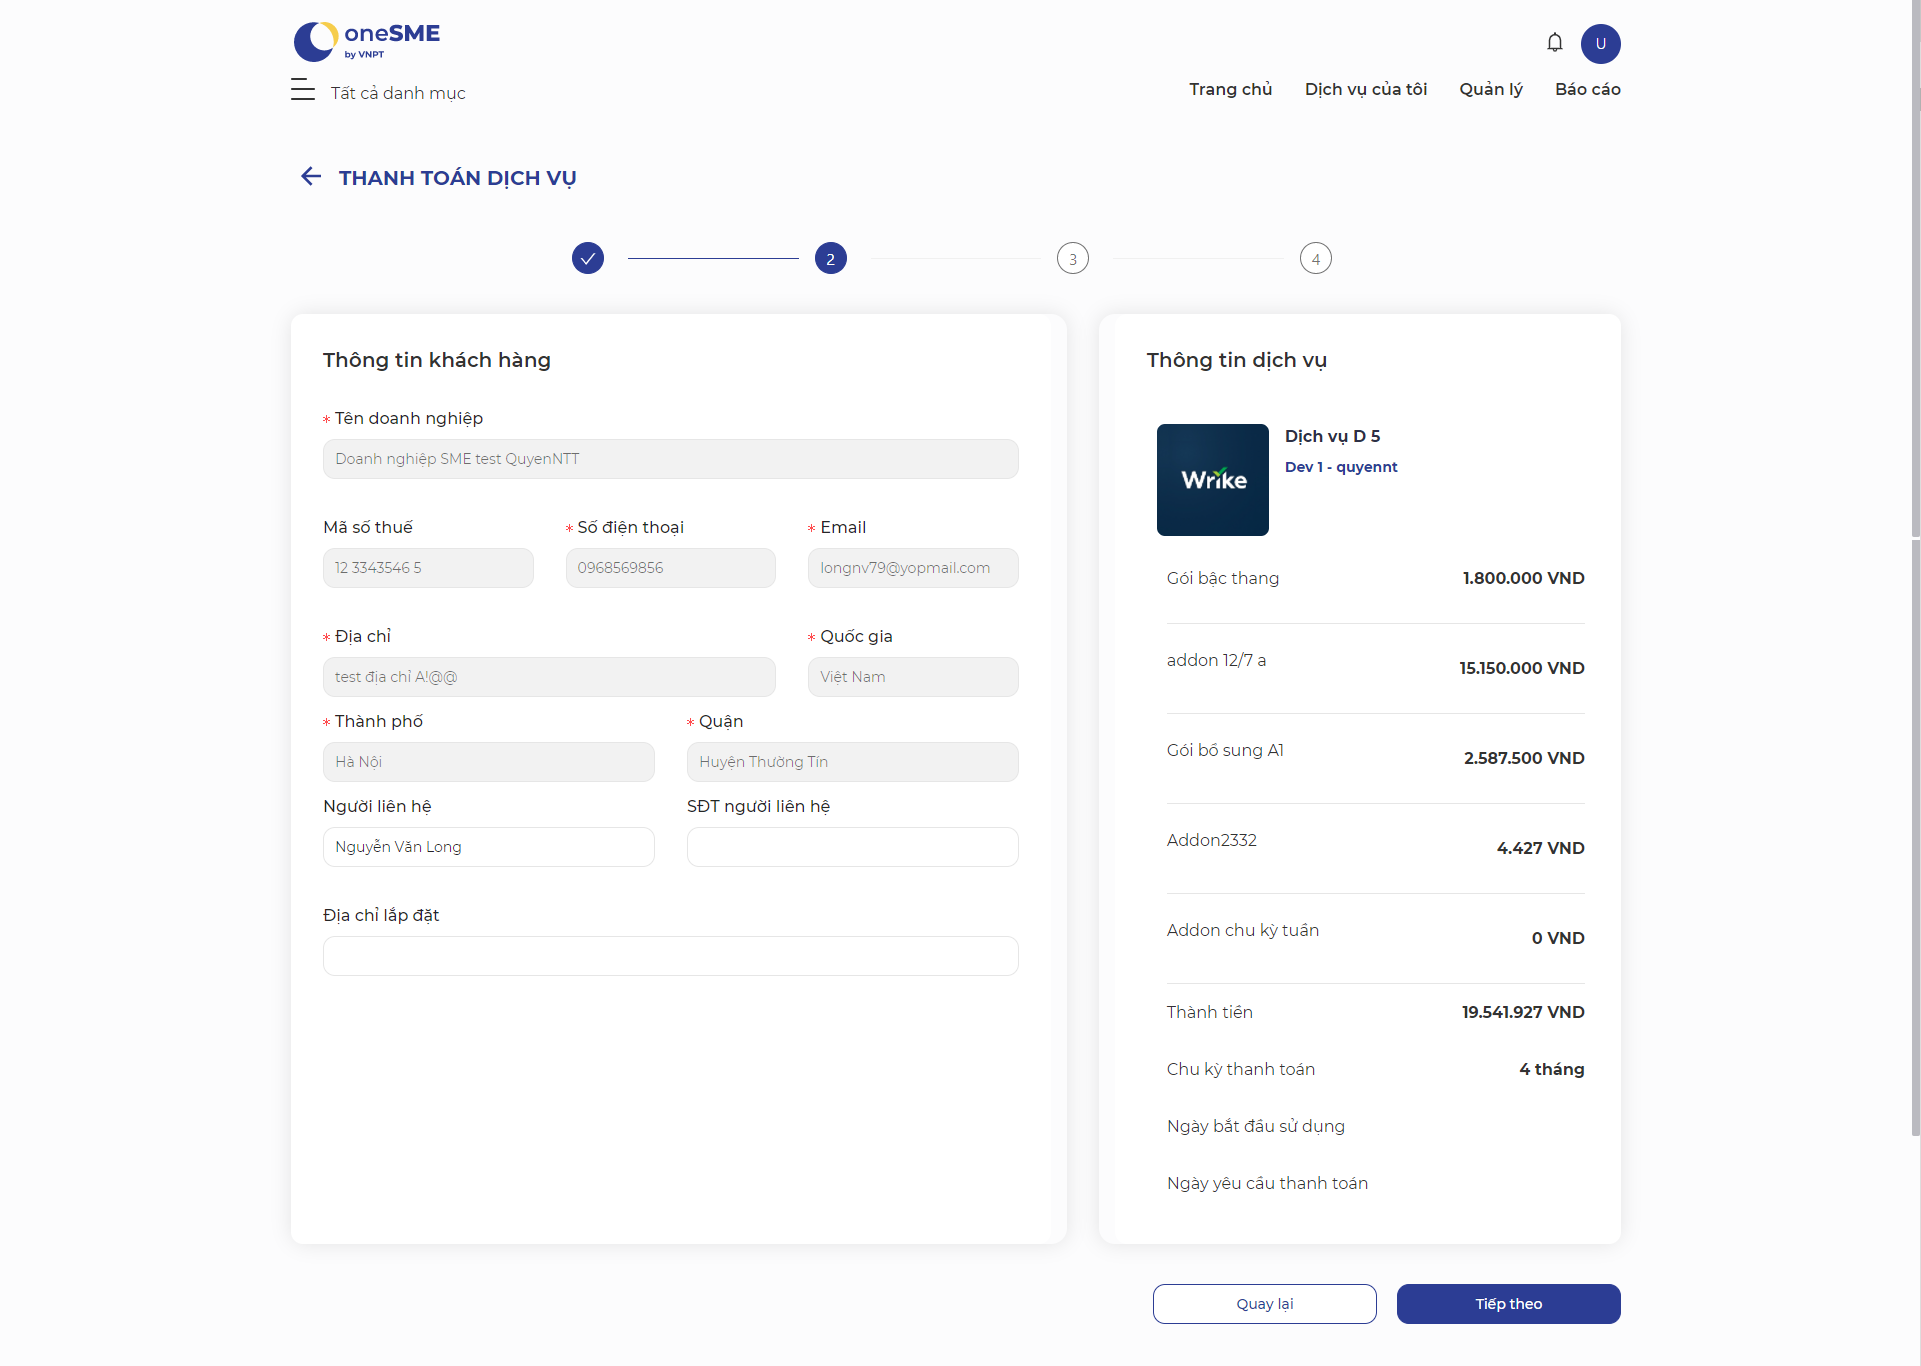 oneSME
by VNPT
U
Tất cả danh mục
Trang chủ
Dịch vụ của tôi
Quản lý
Báo cáo
THANH TOÁN DỊCH VỤ
2
3
4
Thông tin khách hàng
* Tên doanh nghiệp
Doanh nghiệp SME test QuyenNTT
Mã số thuế
* Số điện thoại
* Email
12 3343546 5
0968569856
longnv79@yopmail.com
* Địa chỉ
* Quốc gia
test địa chỉ A!@@
Việt Nam
* Thành phố
* Quận
Hà Nội
Huyện Thường Tín
Người liên hệ
SĐT người liên hệ
Nguyễn Văn Long
Địa chỉ lắp đặt
Thông tin dịch vụ
Wrike
Dịch vụ D 5
Dev 1 - quyennt
Gói bậc thang
1.800.000 VND
addon 12/7 a
15.150.000 VND
Gói bổ sung A1
2.587.500 VND
Addon2332
4.427 VND
Addon chu kỳ tuần
0 VND
Thành tiền
19.541.927 VND
Chu kỳ thanh toán
4 tháng
Ngày bắt đầu sử dụng
Ngày yêu cầu thanh toán
Quay lại
Tiếp theo